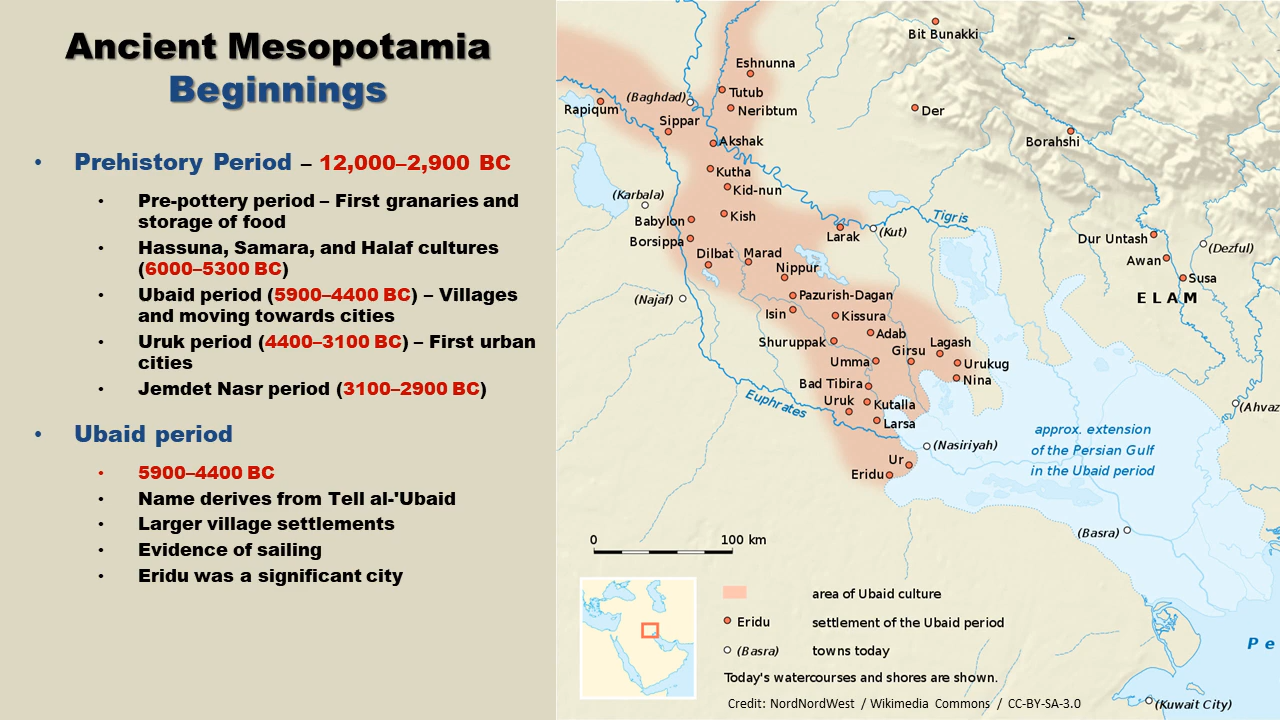 Ancient Mesopotamia
Beginnings
• Prehistory Period – 12,000–2,900 BC
• Pre-pottery period – First granaries and
storage of food
• Hassuna, Samara, and Halaf cultures
(6000–5300 BC)
• Ubaid period (5900–4400 BC) – Villages
and moving towards cities
• Uruk period (4400–3100 BC) – First urban
cities
• Jemdet Nasr period (3100–2900 BC)
• Ubaid period
• 5900–4400 BC
• Name derives from Tell al-'Ubaid
• Larger village settlements
• Evidence of sailing
• Eridu was a significant city
Bit Bunakki
Eshnunna
Tutub
(Baghdad)
Rapiqum
Neribtum
Der
Sippar
Akshak
Borahshi
Kutha
Kid-nun
(Karbala)
Babylon
Kish
Tigris
Borsippa
Larak
(Kut)
Dur Untash
(Dezful)
Dilbat
Marad
Awan
Nippur
Susa
(Najaf)
Pazurish-Dagan
ELAM
Isin
Kissura
Adab
Shuruppak
Girsu
Lagash
Umma
Urukug
Bad Tibira
Nina
Uruk
Kutalla
Euphrates
Larsa
(Ahvaz
approx. extension
of the Persian Gulf
in the Ubaid period
(Nasiriyah)
Ur
Eridu
(Basra)
0
100 km
area of Ubaid culture
Eridu
settlement of the Ubaid period
(Basra)
towns today
Today's watercourses and shores are shown.
Pe
Credit: NordNordWest / Wikimedia Commons / CC-BY-SA-3.0
(Kuwait City)